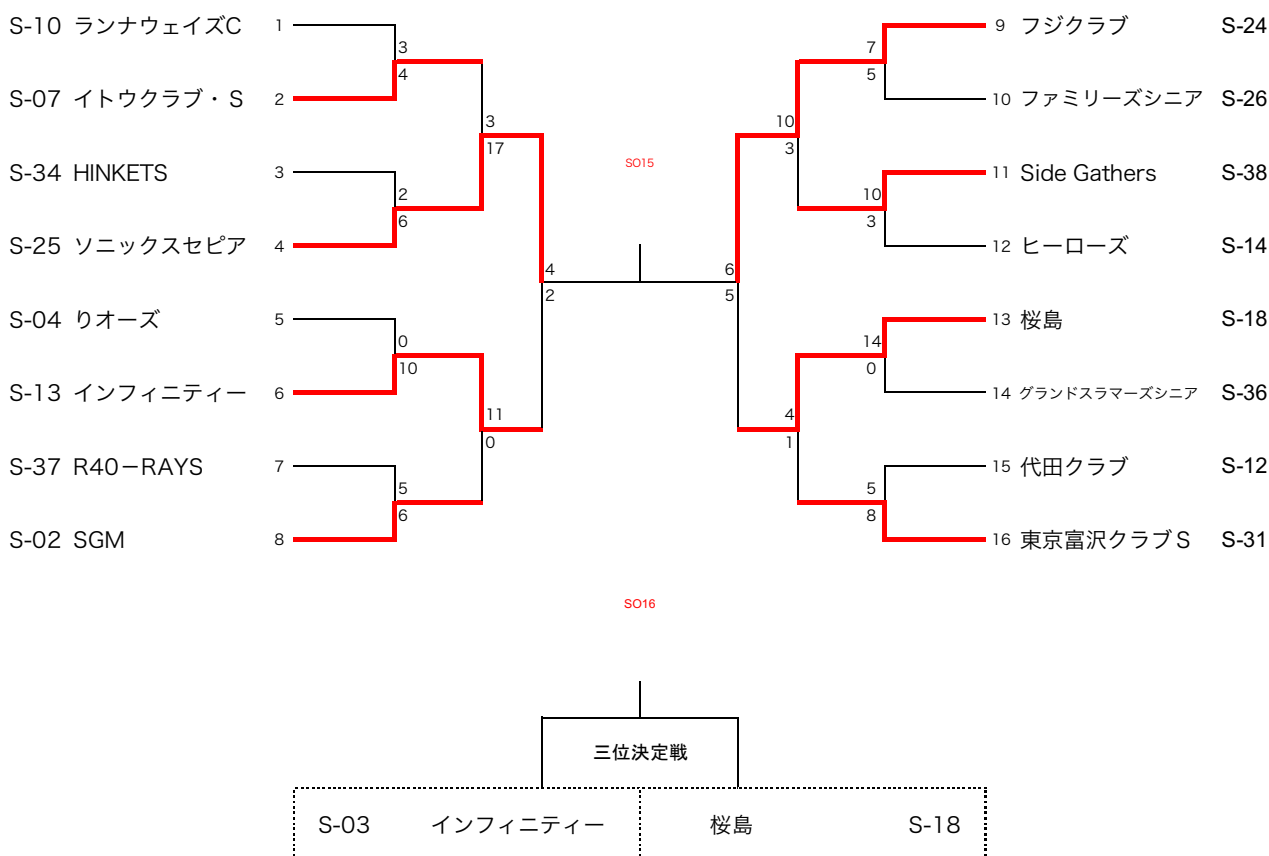 S-10 ランナウェイズC 1 9 フジクラブ S-24
3 7
4 5
S-07 イトウクラブ・S 2 10 ファミリーズシニア S-26
3 10
17 3
SO15
S-34 HINKETS 3 11 Side Gathers S-38
2 10
6 3
S-25 ソニックスセピア 4 12 ヒーローズ S-14
4 6
2 5
S-04 りオーズ 5 13 桜島 S-18
0 14
10 0
S-13 インフィニティー 6 14 グランドスラマーズシニア S-36
11 4
0 1
S-37 R40−RAYS 7 15 代田クラブ S-12
5 5
6 8
S-02 SGM 8 16 東京富沢クラブS S-31
SO16
三位決定戦
S-03 インフィニティー 桜島 S-18